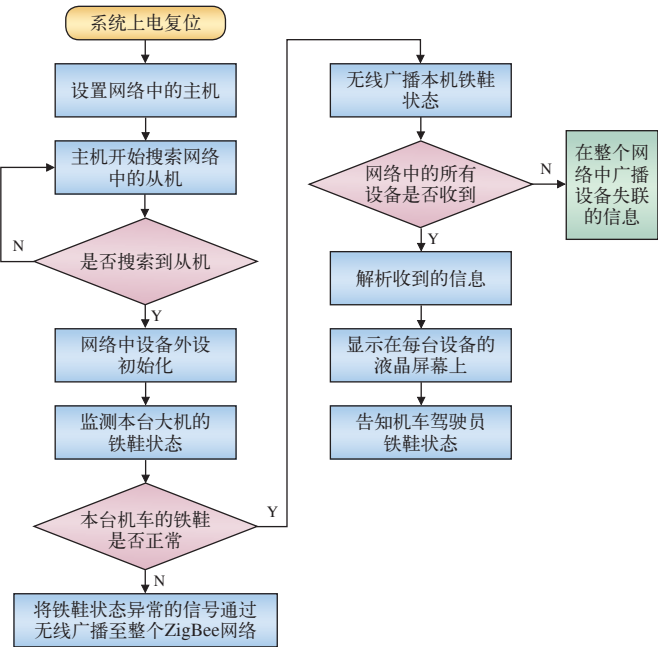 系统上电复位
设置网络中的主机
主机开始搜索网络
中的从机
N
是否搜索到从机
Y
网络中设备外设
初始化
监测本台大机的
铁鞋状态
本台机车的铁鞋
是否正常
Y
N
将铁鞋状态异常的信号通过
无线广播至整个ZigBee网络
无线广播本机铁鞋
状态
网络中的所有
设备是否收到
N
在整个网
络中广播
设备失联
的信息
Y
解析收到的信息
显示在每台设备的
液晶屏幕上
告知机车驾驶员
铁鞋状态